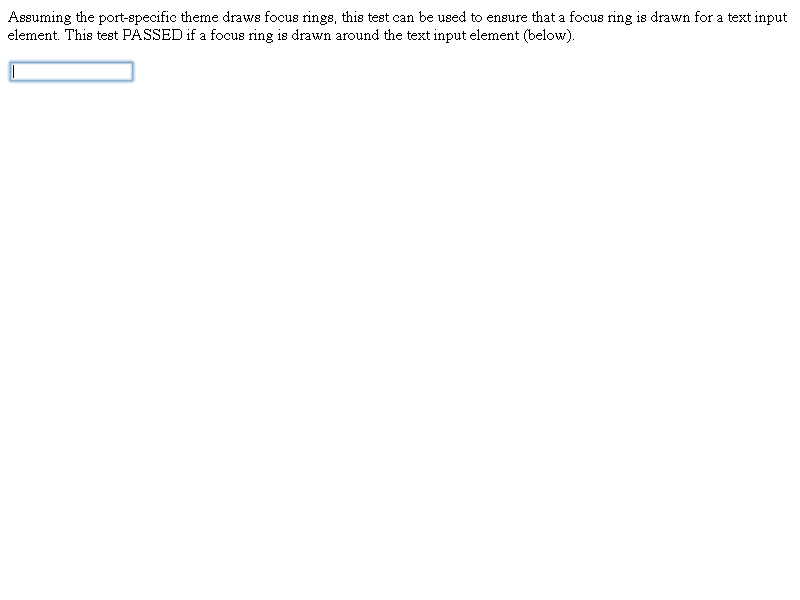 Assuming the port-specific theme draws focus rings, this test can be used to ensure that a focus ring is drawn for a text input
element. This test PASSED if a focus ring is drawn around the text input element (below).